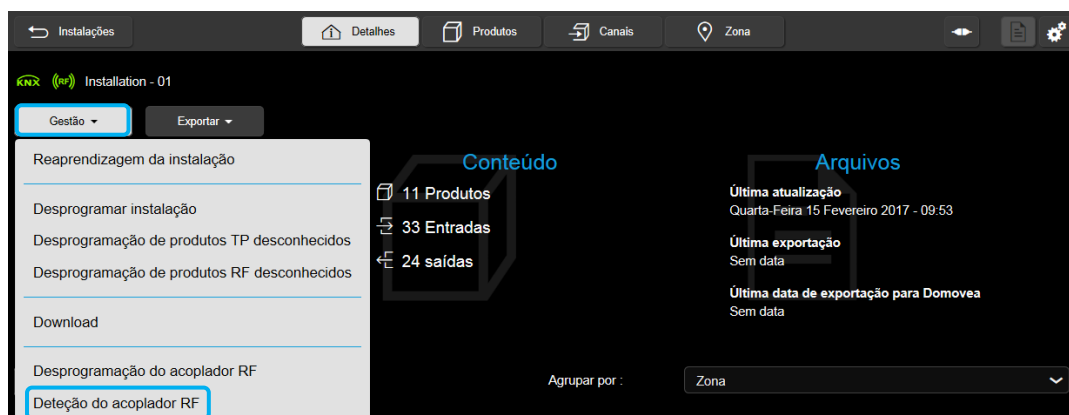 Instalações Detalhes Produtos Canais Zona
KNX RF Installation - 01
Gestão Exportar
Reaprendizagem da instalação
Desprogramar instalação
Desprogramação de produtos TP desconhecidos
Desprogramação de produtos RF desconhecidos
Download
Desprogramação do acoplador RF
Deteção do acoplador RF
Conteúdo
11 Produtos
33 Entradas
24 saídas
Arquivos
Última atualização
Quarta-Feira 15 Fevereiro 2017 - 09:53
Última exportação
Sem data
Última data de exportação para Domovea
Sem data
Agrupar por : Zona